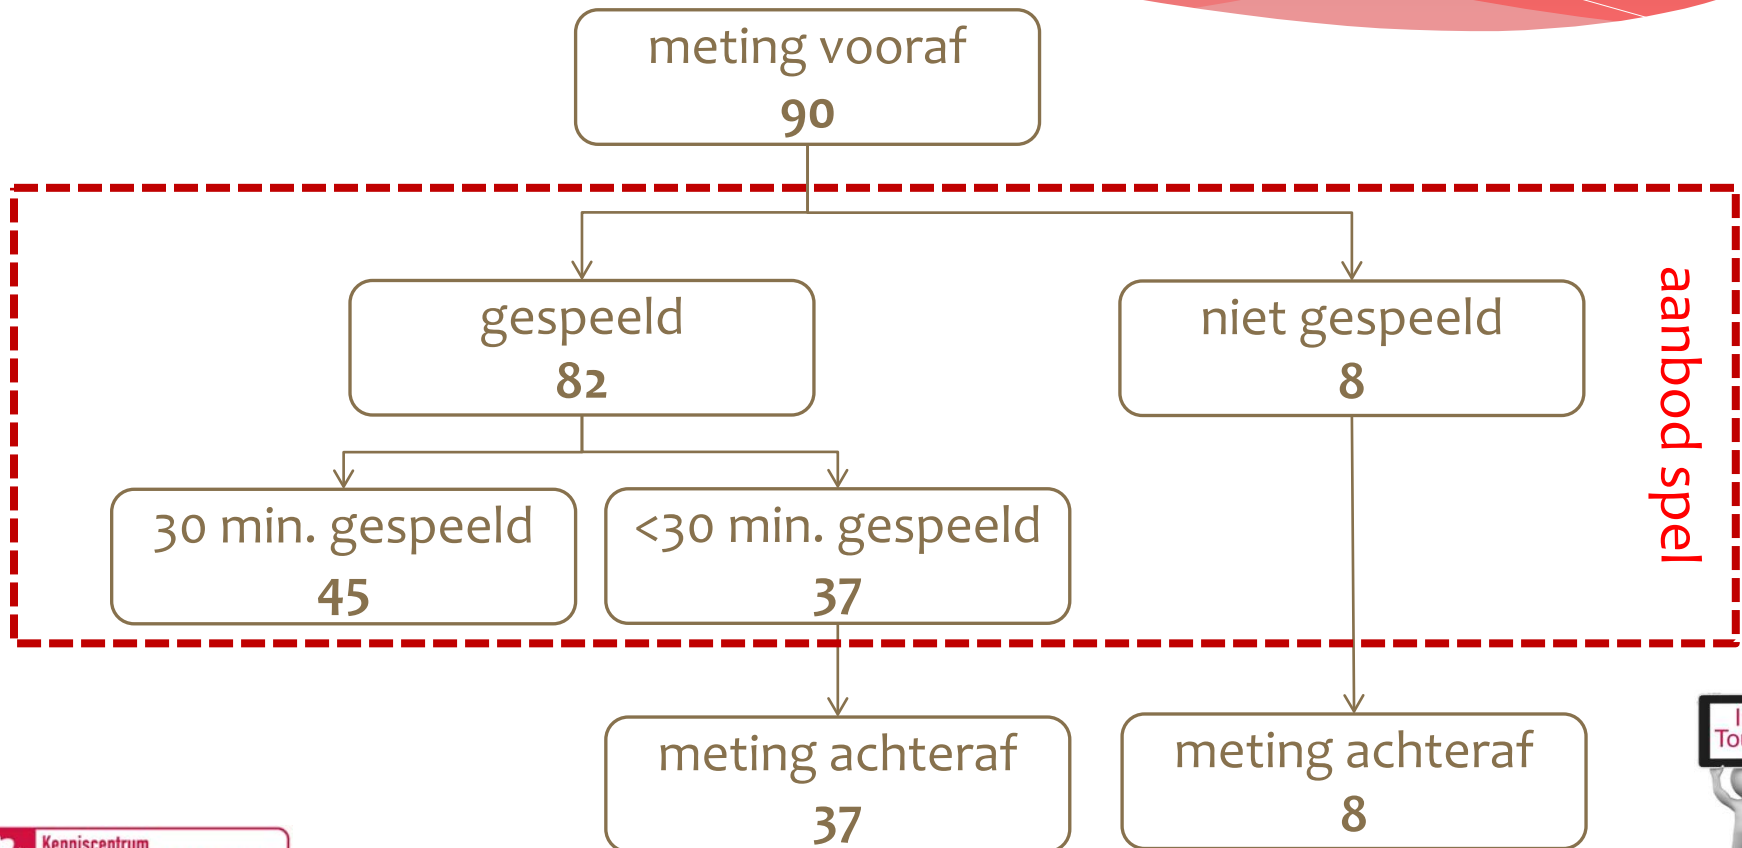 meting vooraf
90
gespeeld
82
niet gespeeld
8
aanbod spel
30 min. gespeeld
45
<30 min. gespeeld
37
meting achteraf
37
meting achteraf
8
Kenniscentrum